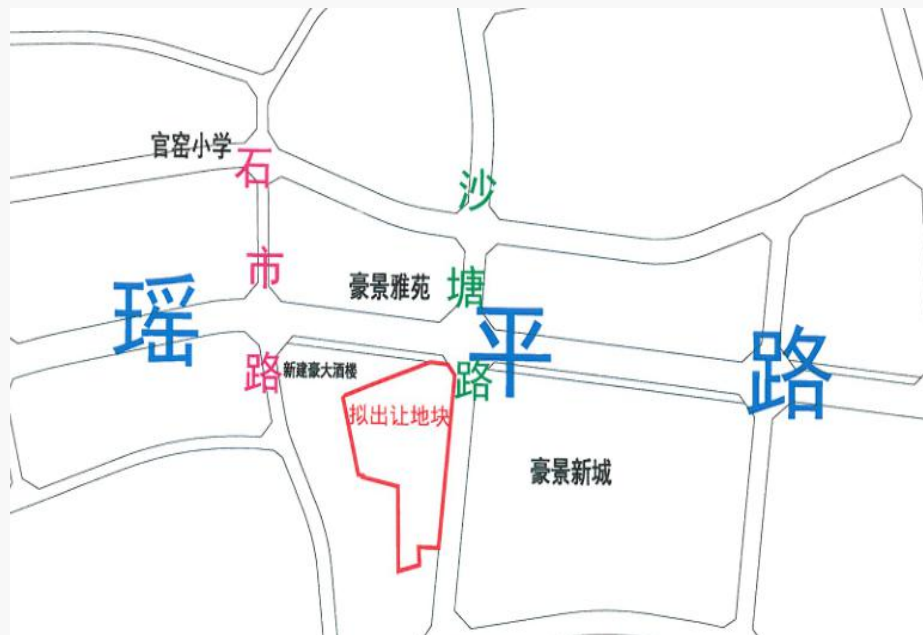 官窑小学
石市路
沙塘路
豪景雅苑
瑶平路
新建豪大酒楼
拟出让地块
豪景新城